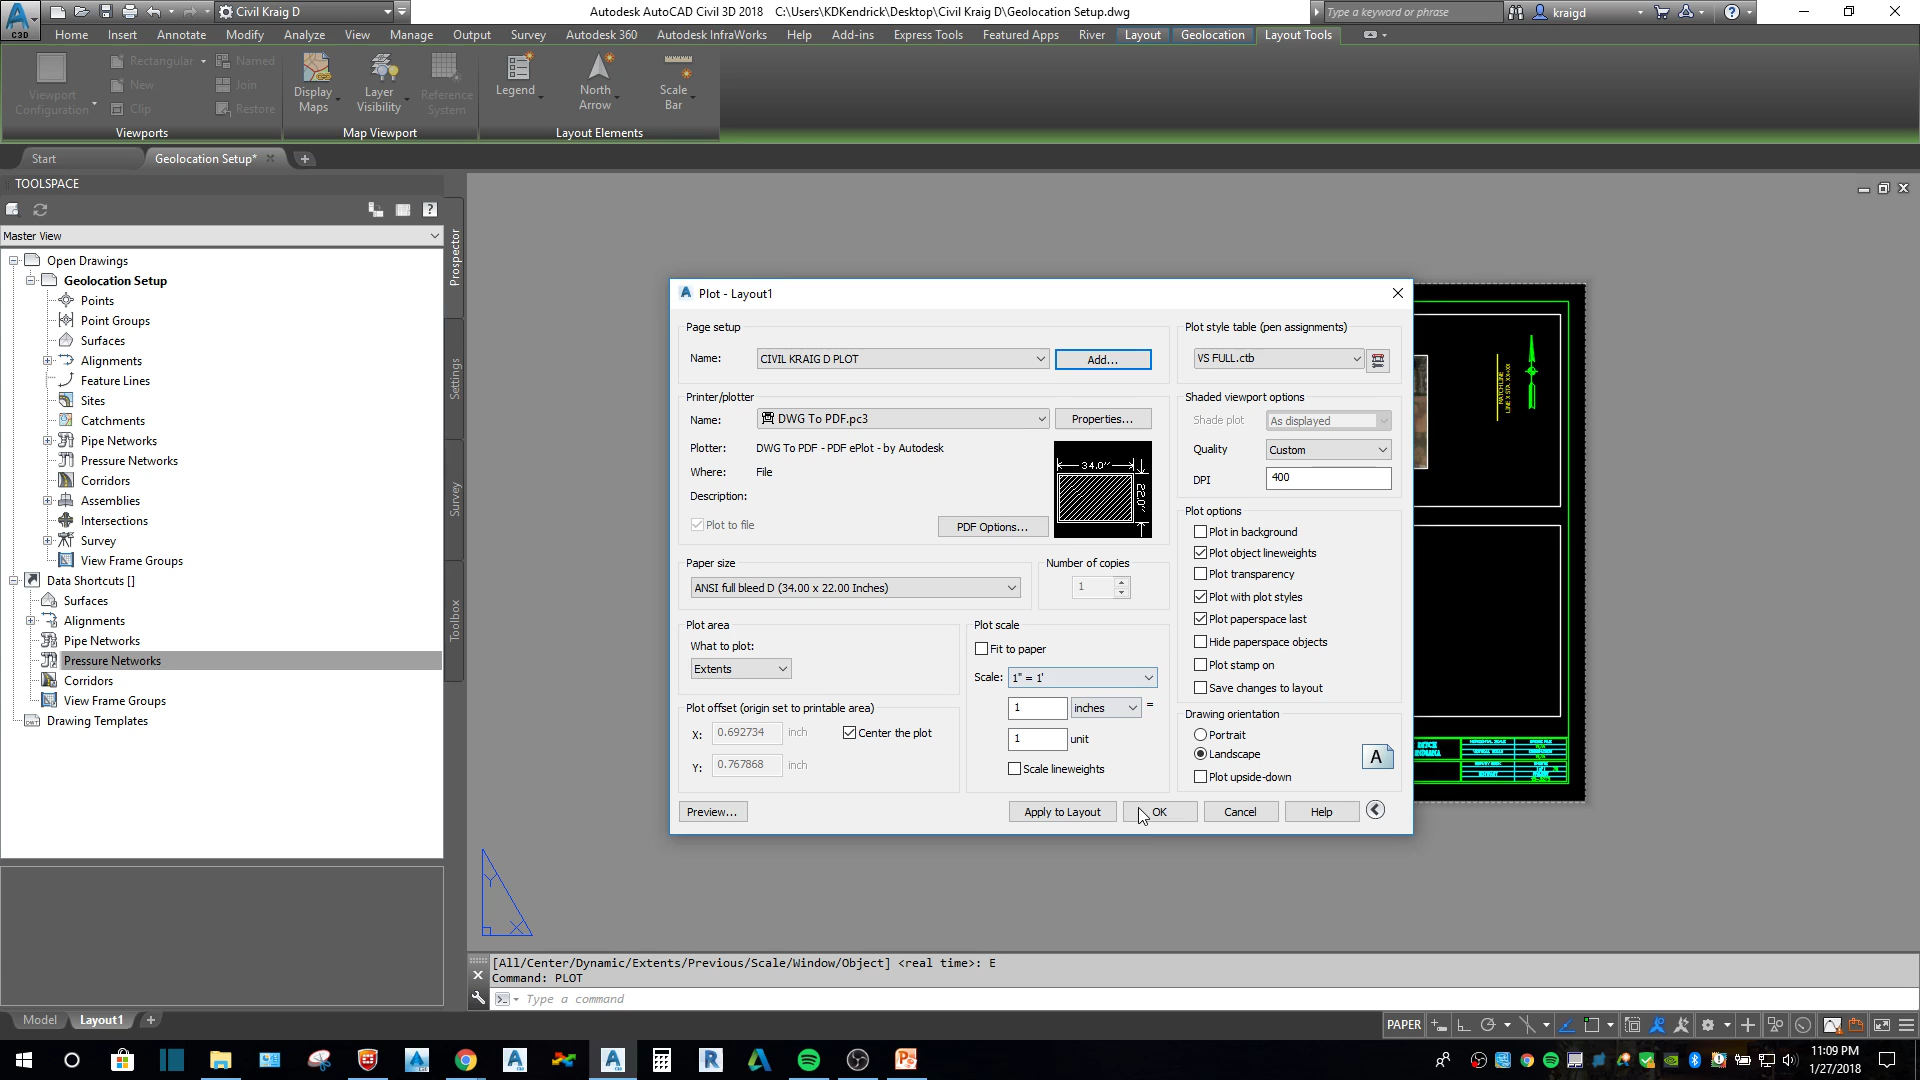 Civil Kraig D
Autodesk AutoCAD Civil 3D 2018 C:\Users\KDKendrick\Desktop\Civil Kraig D\Geolocation Setup.dwg
Type a keyword or phrase
kraigd
C3D
Home Insert Annotate Modify Analyze View Manage Output Survey Autodesk 360 Autodesk InfraWorks Help Add-ins Express Tools Featured Apps River Layout Geolocation Layout Tools
Viewport
Configuration
Rectangular
New
Clip
Named
Join
Restore
Display
Maps
Layer
Visibility
Reference
System
Legend
North
Arrow
Scale
Bar
Viewports
Map Viewport
Layout Elements
Start
Geolocation Setup*
TOOLSPACE
Master View
Open Drawings
Geolocation Setup
Points
Point Groups
Surfaces
Alignments
Feature Lines
Sites
Catchments
Pipe Networks
Pressure Networks
Corridors
Assemblies
Intersections
Survey
View Frame Groups
Data Shortcuts []
Surfaces
Alignments
Pipe Networks
Pressure Networks
Corridors
View Frame Groups
Drawing Templates
Prospector
Settings
Survey
Toolbox
Plot - Layout1
Page setup
Name:
CIVIL KRAIG D PLOT
Add...
Printer/plotter
Name:
DWG To PDF.pc3
Properties...
Plotter:
DWG To PDF - PDF ePlot - by Autodesk
Where:
File
Description:
Plot to file
PDF Options...
34.0''
22.0''
Paper size
ANSI full bleed D (34.00 x 22.00 Inches)
Number of copies
1
Plot area
What to plot:
Extents
Plot offset (origin set to printable area)
X:
0.692734
inch
Center the plot
Y:
0.767868
inch
Plot scale
Fit to paper
Scale:
1" = 1'
1
inches
=
1
unit
Scale lineweights
Plot style table (pen assignments)
VS FULL.ctb
Shaded viewport options
Shade plot
As displayed
Quality
Custom
DPI
400
Plot options
Plot in background
Plot object lineweights
Plot transparency
Plot with plot styles
Plot paperspace last
Hide paperspace objects
Plot stamp on
Save changes to layout
Drawing orientation
Portrait
Landscape
Plot upside-down
A
Preview...
Apply to Layout
OK
Cancel
Help
MATCHLINE
DITCH
INDIANA
Y
X
[All/Center/Dynamic/Extents/Previous/Scale/Window/Object] <real time>: E
Command: PLOT
Type a command
Model
Layout1
PAPER
11:09 PM
1/27/2018